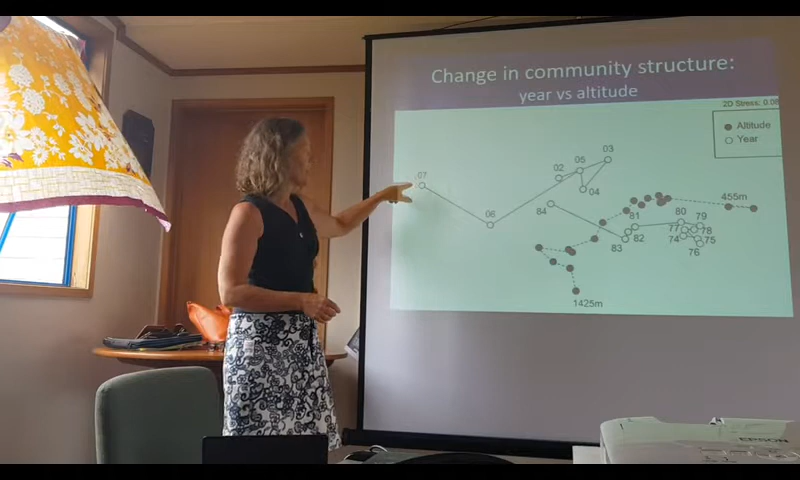 Change in community structure:
year vs altitude
2D Stress: 0.08
Altitude
Year
03
05
02
07
04
455m
84
80
79
06
81
77
78
82
74
75
83
76
1425m
EPSON